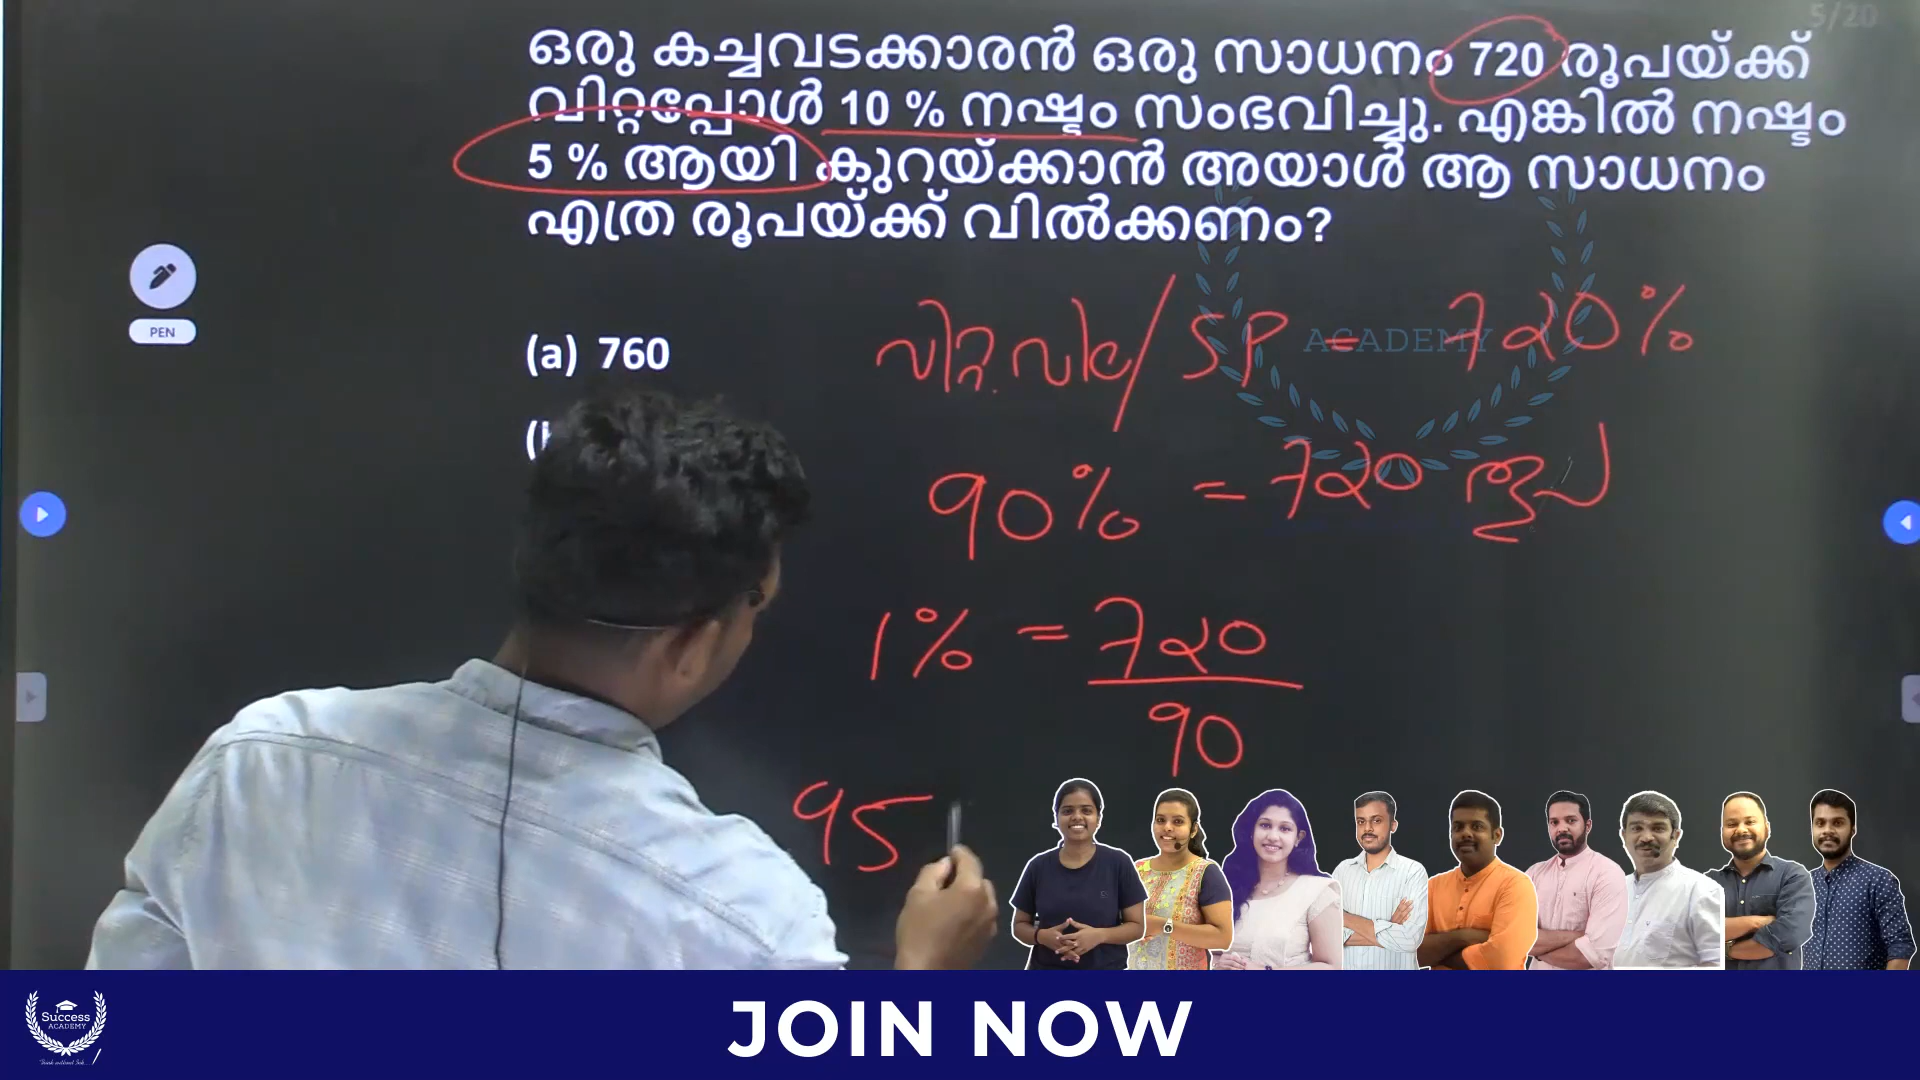 5/20
ഒരു കച്ചവടക്കാരൻ ഒരു സാധനം 720 രൂപയ്ക്ക്
വിറ്റപ്പോൾ 10 % നഷ്ടം സംഭവിച്ചു. എങ്കിൽ നഷ്ടം
5 % ആയി കുറയ്ക്കാൻ അയാൾ ആ സാധനം
എത്ര രൂപയ്ക്ക് വിൽക്കണം?
PEN
(a) 760
വിറ്റ.വില/ SP = 720%
ACADEMY
90% = 720 രൂപ
1% = 720
90
95
Success
ACADEMY
JOIN NOW